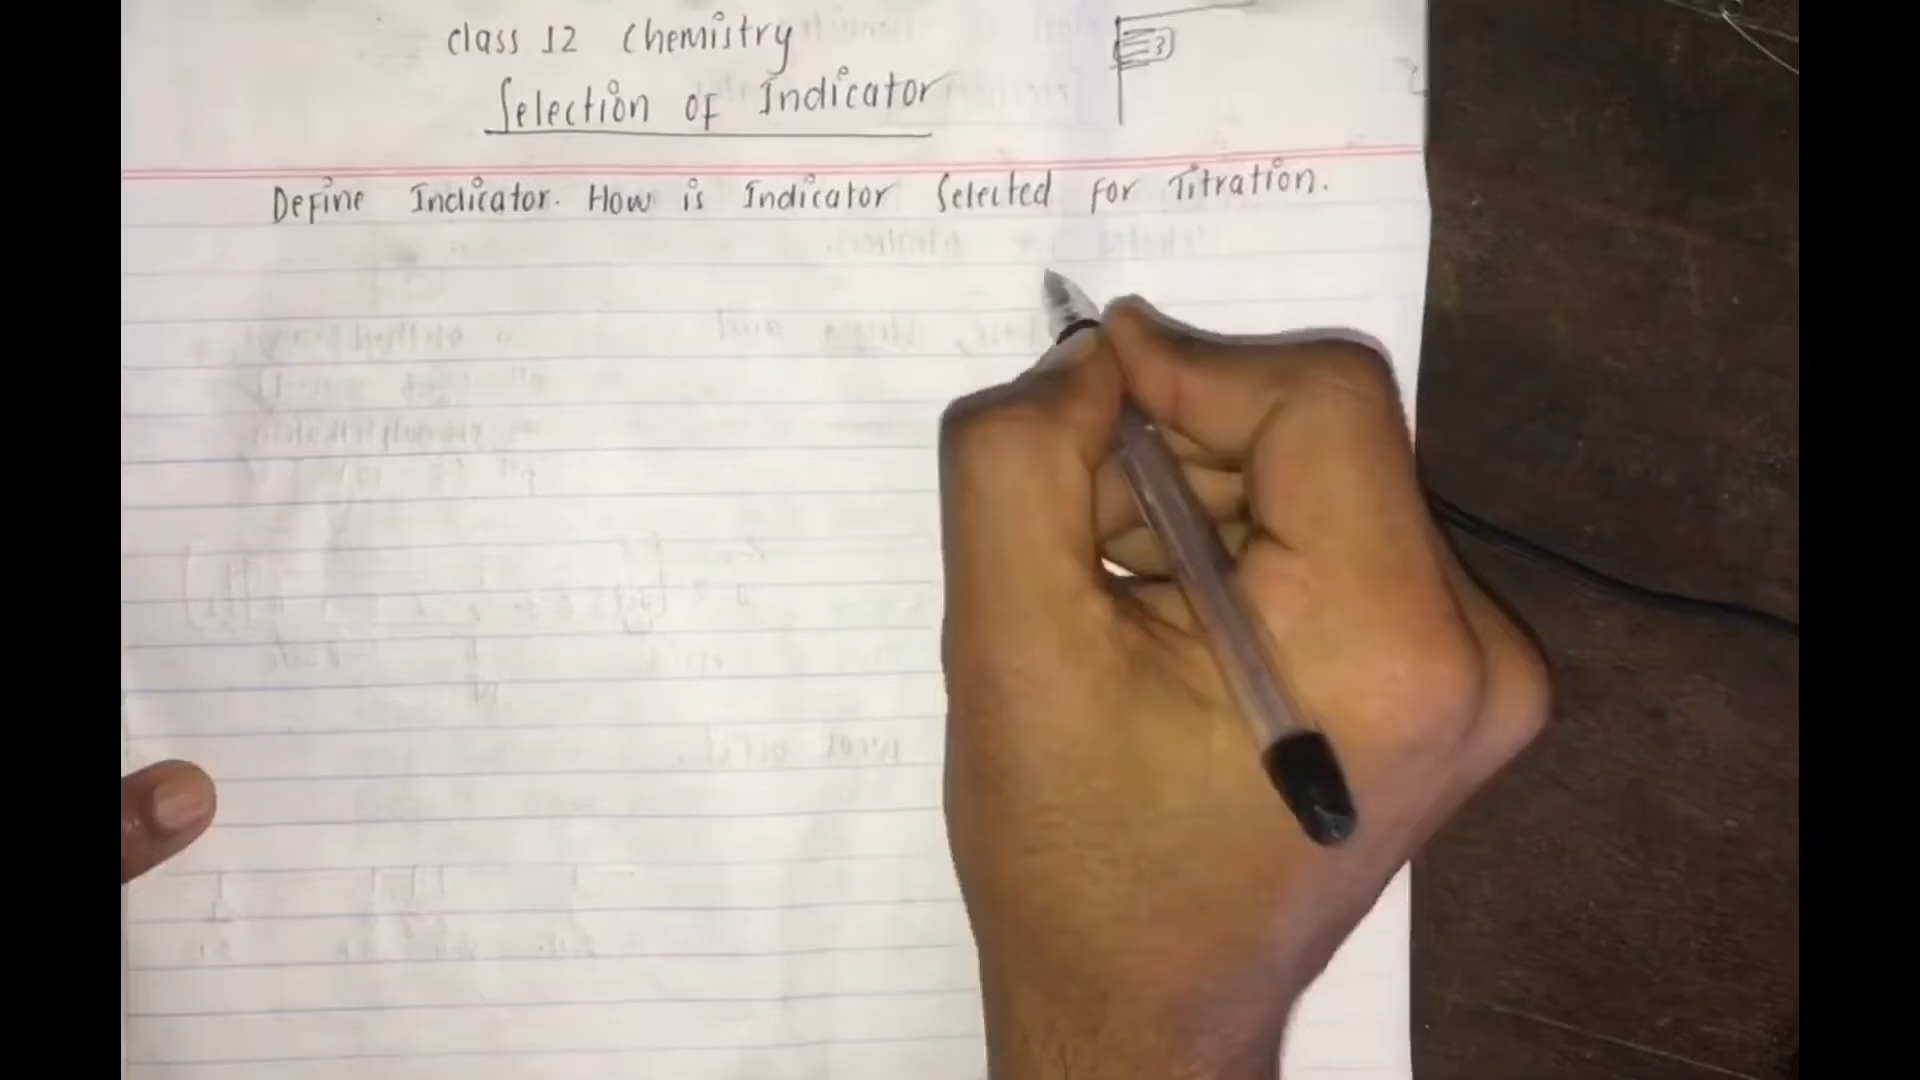 class 12 chemistry
Selection of Indicator
Define Indicator. How is Indicator Selected for Titration.